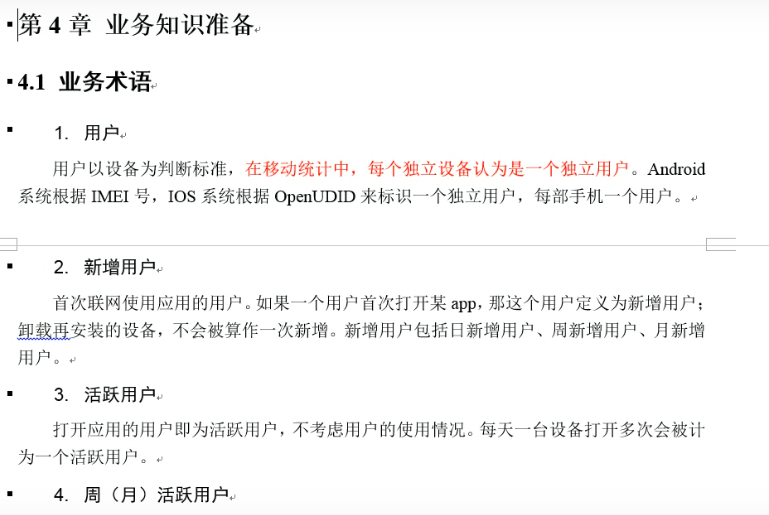 第 4 章 业务知识准备
4.1 业务术语
1. 用户
用户以设备为判断标准，在移动统计中，每个独立设备认为是一个独立用户。Android
系统根据 IMEI 号，IOS 系统根据 OpenUDID 来标识一个独立用户，每部手机一个用户。
2. 新增用户
首次联网使用应用的用户。如果一个用户首次打开某 app，那这个用户定义为新增用户；
卸载再安装的设备，不会被算作一次新增。新增用户包括日新增用户、周新增用户、月新增
用户。
3. 活跃用户
打开应用的用户即为活跃用户，不考虑用户的使用情况。每天一台设备打开多次会被计
为一个活跃用户。
4. 周（月）活跃用户